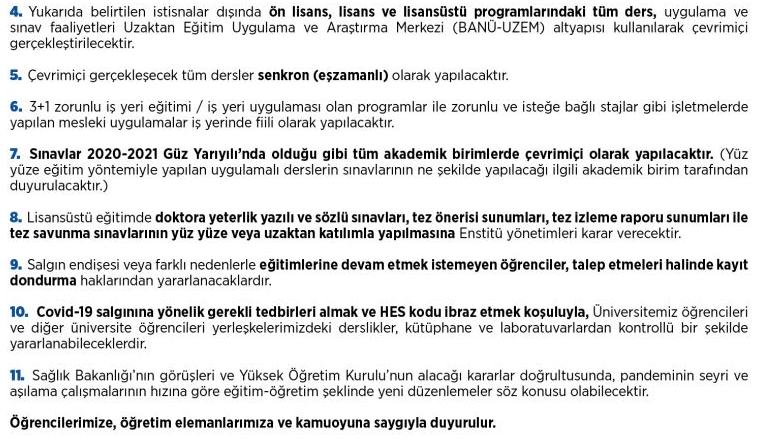 4. Yukarıda belirtilen istisnalar dışında ön lisans, lisans ve lisansüstü programlarındaki tüm ders, uygulama ve
sınav faaliyetleri Uzaktan Eğitim Uygulama ve Araştırma Merkezi (BANÜ-UZEM) altyapısı kullanılarak çevrimiçi
gerçekleştirilecektir.
5. Çevrimiçi gerçekleşecek tüm dersler senkron (eşzamanlı) olarak yapılacaktır.
6. 3+1 zorunlu iş yeri eğitimi / iş yeri uygulaması olan programlar ile zorunlu ve isteğe bağlı stajlar gibi işletmelerde
yapılan mesleki uygulamalar iş yerinde fiili olarak yapılacaktır.
7. Sınavlar 2020-2021 Güz Yarıyılı'nda olduğu gibi tüm akademik birimlerde çevrimiçi olarak yapılacaktır. (Yüz
yüze eğitim yöntemiyle yapılan uygulamalı derslerin sınavlarının ne şekilde yapılacağı ilgili akademik birim tarafından
duyurulacaktır.)
8. Lisansüstü eğitimde doktora yeterlik yazılı ve sözlü sınavları, tez önerisi sunumları, tez izleme raporu sunumları ile
tez savunma sınavlarının yüz yüze veya uzaktan katılımla yapılmasına Enstitü yönetimleri karar verecektir.
9. Salgın endişesi veya farklı nedenlerle eğitimlerine devam etmek istemeyen öğrenciler, talep etmeleri halinde kayıt
dondurma haklarından yararlanacaklardır.
10. Covid-19 salgınına yönelik gerekli tedbirleri almak ve HES kodu ibraz etmek koşuluyla, Üniversitemiz öğrencileri
ve diğer üniversite öğrencileri yerleşkelerimizdeki derslikler, kütüphane ve laboratuvarlardan kontrollü bir şekilde
yararlanabileceklerdir.
11. Sağlık Bakanlığı'nın görüşleri ve Yüksek Öğretim Kurulu'nun alacağı kararlar doğrultusunda, pandeminin seyri ve
aşılama çalışmalarının hızına göre eğitim-öğretim şeklinde yeni düzenlemeler söz konusu olabilecektir.
Öğrencilerimize, öğretim elemanlarımıza ve kamuoyuna saygıyla duyurulur.